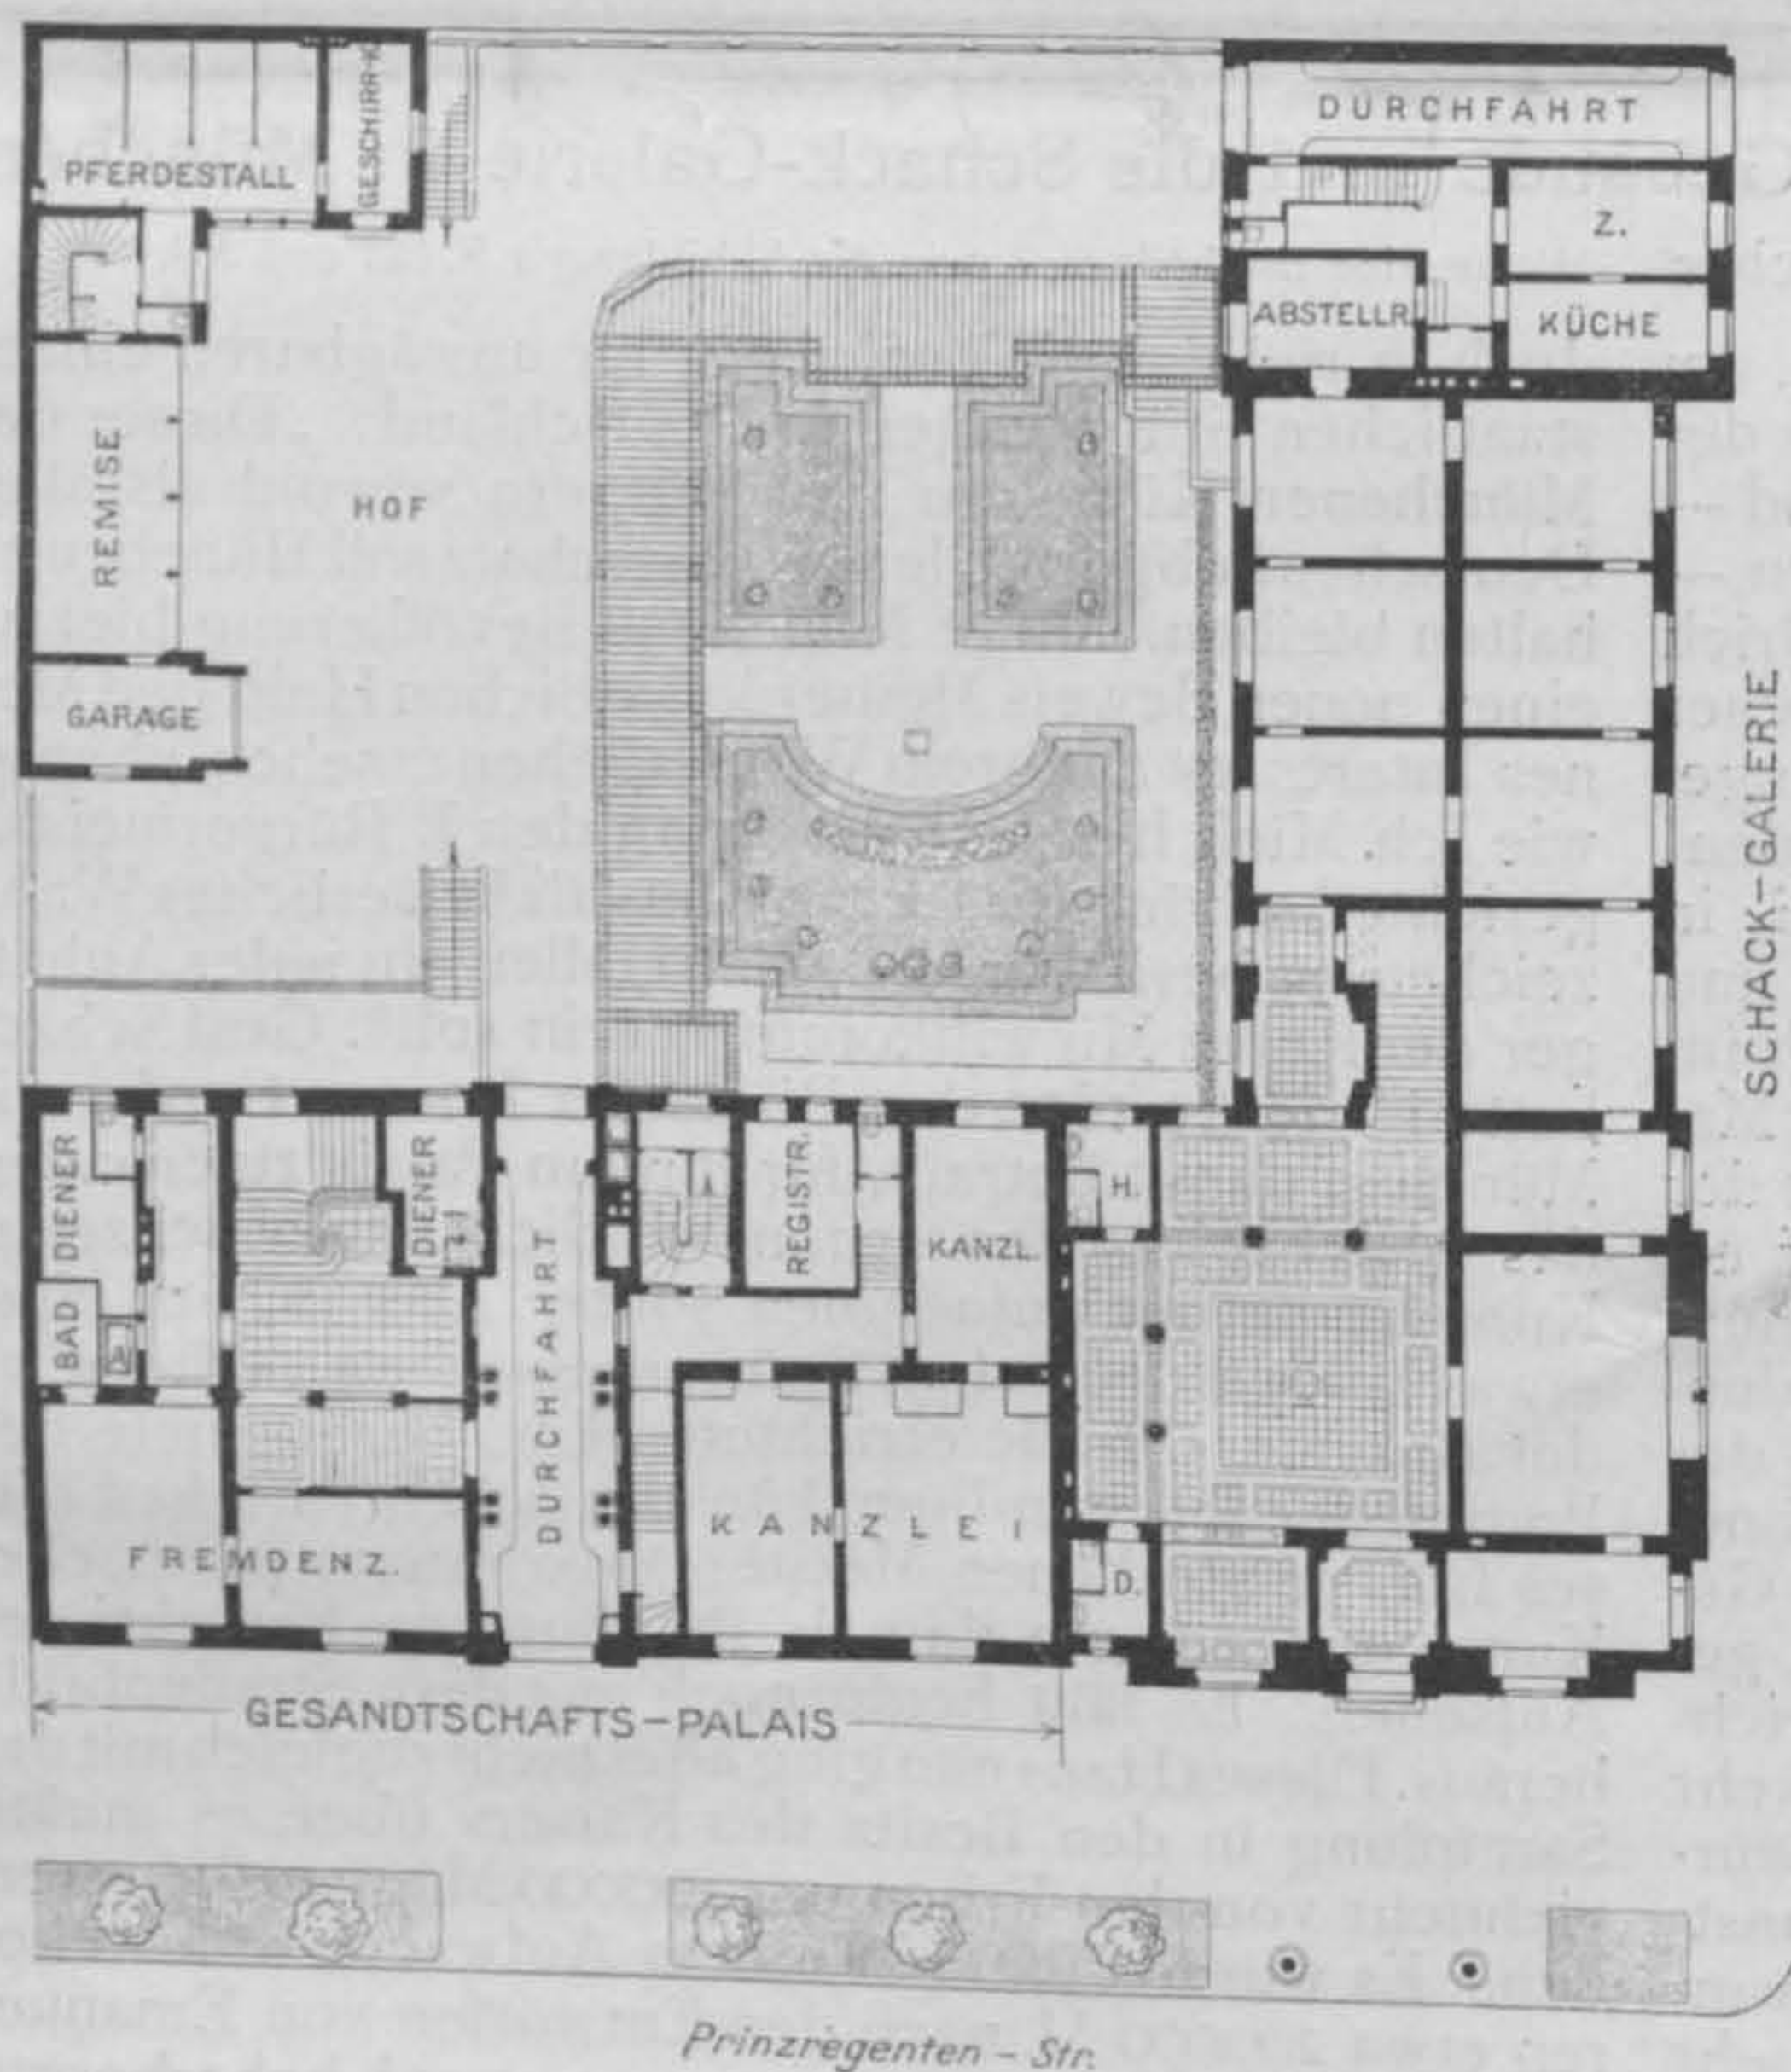 PFERDESTALL
GESCHIRR-K
DURCHFAHRT
Z.
ABSTELLR.
KÜCHE
REMISE
HOF
GARAGE
SCHACK-GALERIE
DIENER
BAD
DIENER
DURCHFAHRT
REGISTR.
KANZL.
H.
FREMDENZ.
KANZLEI
D.
GESANDTSCHAFTS-PALAIS
Prinzregenten - Str.